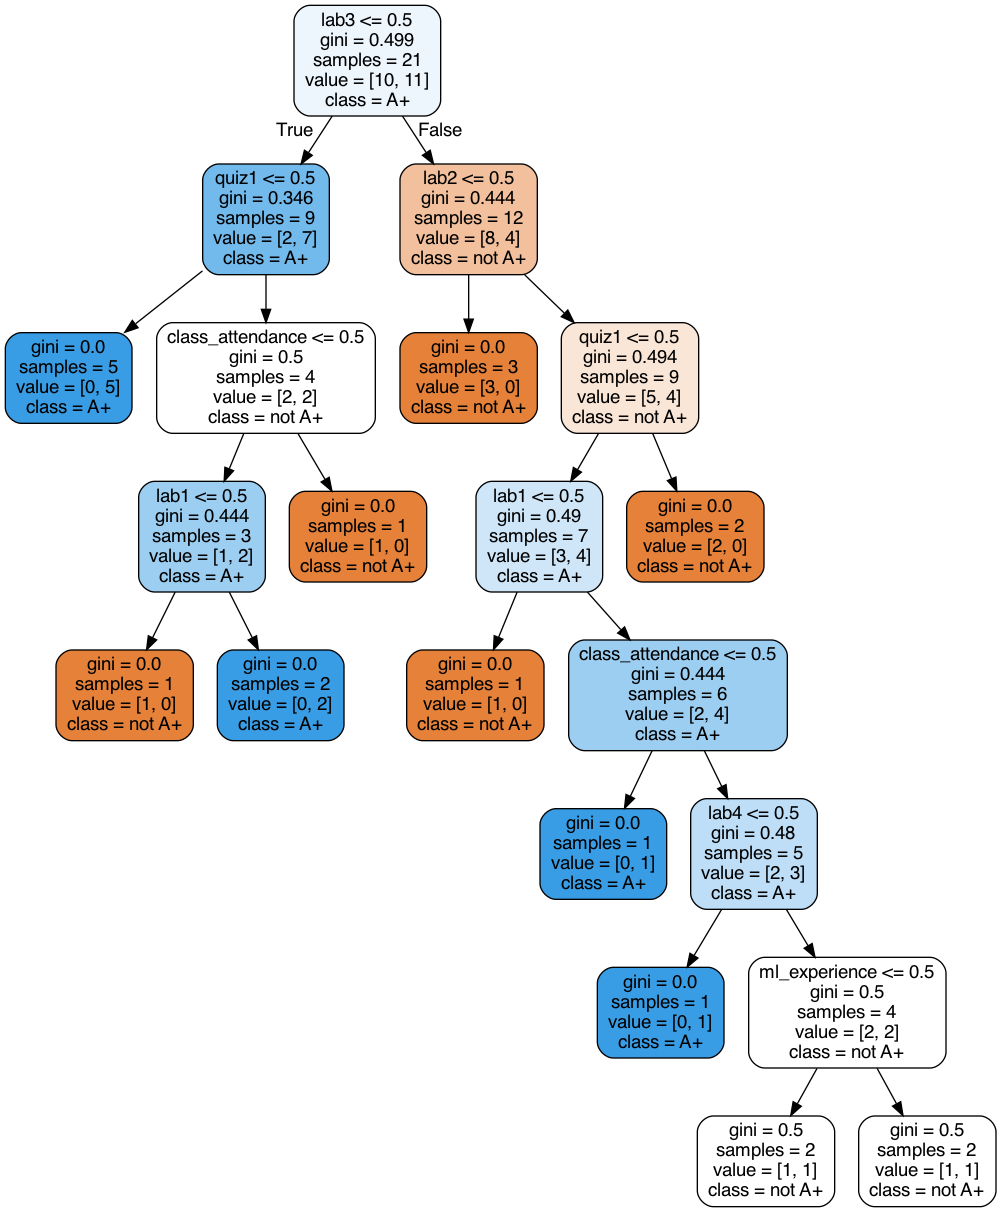 lab3 <= 0.5
gini = 0.499
samples = 21
value = [10, 11]
class = A+
True
False
quiz1 <= 0.5
gini = 0.346
samples = 9
value = [2, 7]
class = A+
lab2 <= 0.5
gini = 0.444
samples = 12
value = [8, 4]
class = not A+
gini = 0.0
samples = 5
value = [0, 5]
class = A+
class_attendance <= 0.5
gini = 0.5
samples = 4
value = [2, 2]
class = not A+
gini = 0.0
samples = 3
value = [3, 0]
class = not A+
quiz1 <= 0.5
gini = 0.494
samples = 9
value = [5, 4]
class = not A+
lab1 <= 0.5
gini = 0.444
samples = 3
value = [1, 2]
class = A+
gini = 0.0
samples = 1
value = [1, 0]
class = not A+
lab1 <= 0.5
gini = 0.49
samples = 7
value = [3, 4]
class = A+
gini = 0.0
samples = 2
value = [2, 0]
class = not A+
gini = 0.0
samples = 1
value = [1, 0]
class = not A+
gini = 0.0
samples = 2
value = [0, 2]
class = A+
gini = 0.0
samples = 1
value = [1, 0]
class = not A+
class_attendance <= 0.5
gini = 0.444
samples = 6
value = [2, 4]
class = A+
gini = 0.0
samples = 1
value = [0, 1]
class = A+
lab4 <= 0.5
gini = 0.48
samples = 5
value = [2, 3]
class = A+
gini = 0.0
samples = 1
value = [0, 1]
class = A+
ml_experience <= 0.5
gini = 0.5
samples = 4
value = [2, 2]
class = not A+
gini = 0.5
samples = 2
value = [1, 1]
class = not A+
gini = 0.5
samples = 2
value = [1, 1]
class = not A+